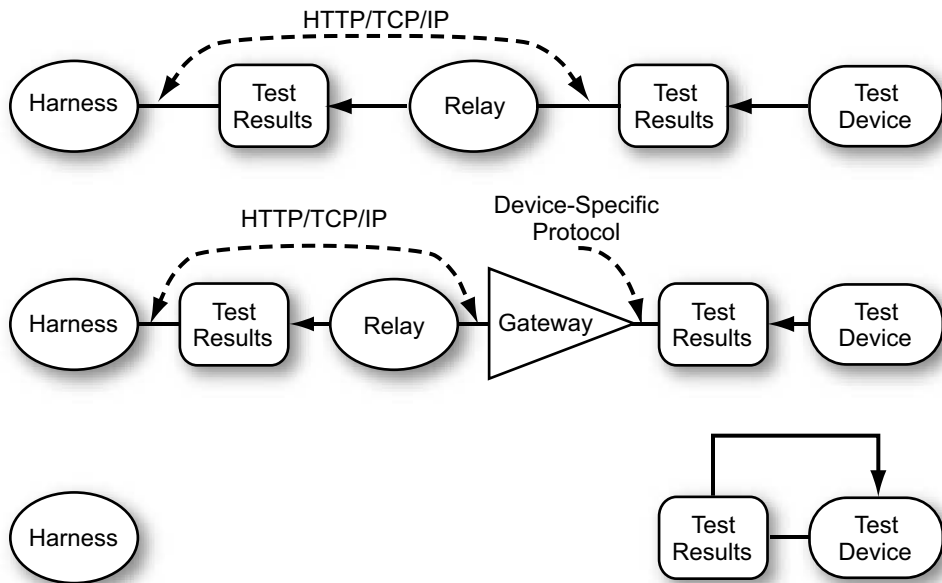 HTTP/TCP/IP
Harness
Test
Results
Relay
Test
Results
Test
Device
HTTP/TCP/IP
Device-Specific
Protocol
Harness
Test
Results
Relay
Gateway
Test
Results
Test
Device
Harness
Test
Results
Test
Device